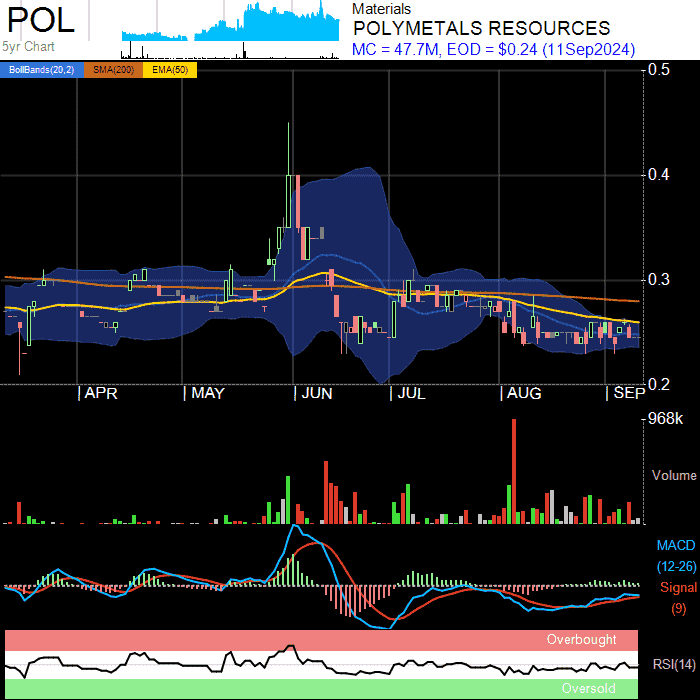 POL
5yr Chart
Materials
POLYMETALS RESOURCES
MC = 47.7M, EOD = $0.24 (11Sep2024)
BollBands(20,2) SMA(200) EMA(50)
0.5
0.4
0.3
0.2
APR MAY JUN JUL AUG SEP
968k
Volume
MACD
(12-26)
Signal
(9)
Overbought
RSI(14)
Oversold